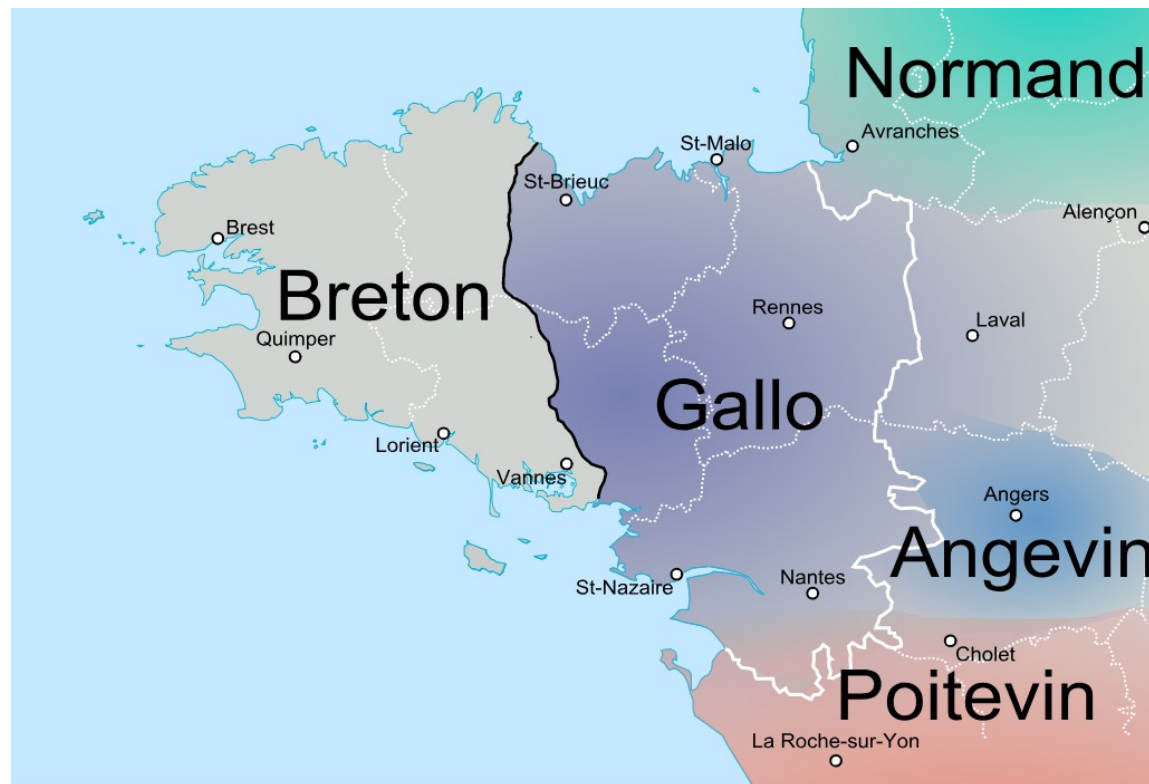 Normand
Avranches
St-Malo
St-Brieuc
Alençon
Brest
Breton
Rennes
Laval
Quimper
Gallo
Lorient
Vannes
Angers
Angevin
St-Nazaire
Nantes
Cholet
Poitevin
La Roche-sur-Yon